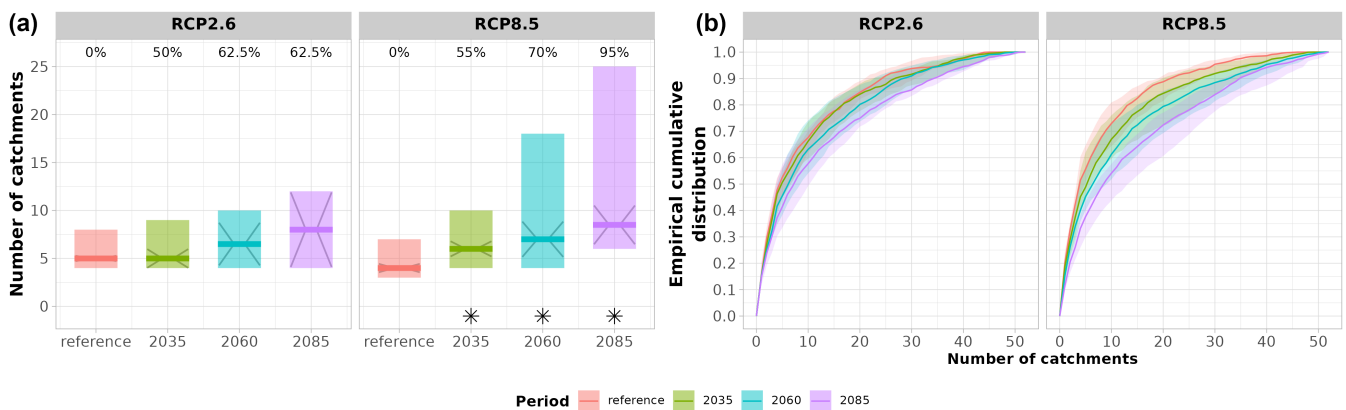 (a)
RCP2.6
RCP8.5
0% 50% 62.5% 62.5%
0% 55% 70% 95%
Number of catchments
25
20
15
10
5
0
reference 2035 2060 2085
reference 2035 2060 2085
(b)
RCP2.6
RCP8.5
Empirical cumulative
distribution
1.0
0.9
0.8
0.7
0.6
0.5
0.4
0.3
0.2
0.1
0.0
0 10 20 30 40 50
0 10 20 30 40 50
Number of catchments
Period reference 2035 2060 2085